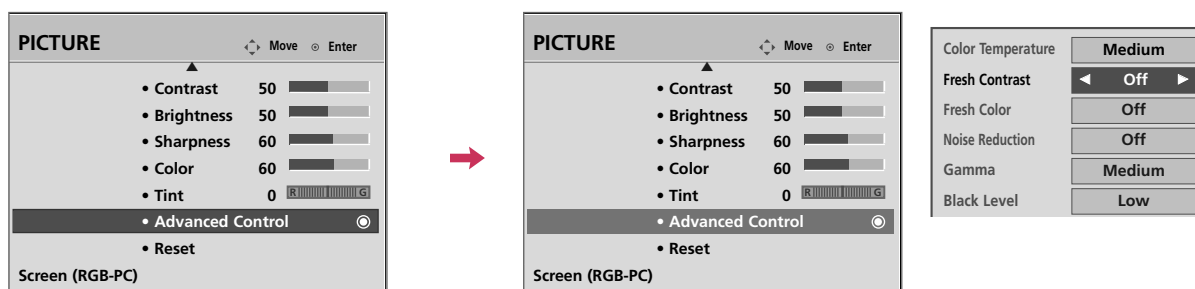 PICTURE
Move Enter
• Contrast 50
• Brightness 50
• Sharpness 60
• Color 60
• Tint 0 R G
• Advanced Control
• Reset
Screen (RGB-PC)
PICTURE
Move Enter
• Contrast 50
• Brightness 50
• Sharpness 60
• Color 60
• Tint 0 R G
• Advanced Control
• Reset
Screen (RGB-PC)
Color Temperature Medium
Fresh Contrast ◄ Off ►
Fresh Color Off
Noise Reduction Off
Gamma Medium
Black Level Low